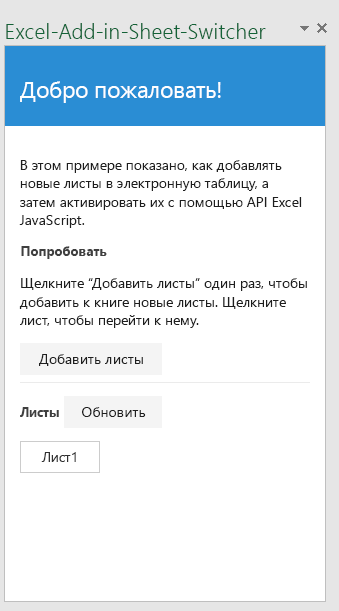 Excel-Add-in-Sheet-Switcher
Добро пожаловать!
В этом примере показано, как добавлять
новые листы в электронную таблицу, а
затем активировать их с помощью API Excel
JavaScript.
Попробовать
Щелкните “Добавить листы” один раз, чтобы
добавить к книге новые листы. Щелкните
лист, чтобы перейти к нему.
Добавить листы
Листы Обновить
Лист1